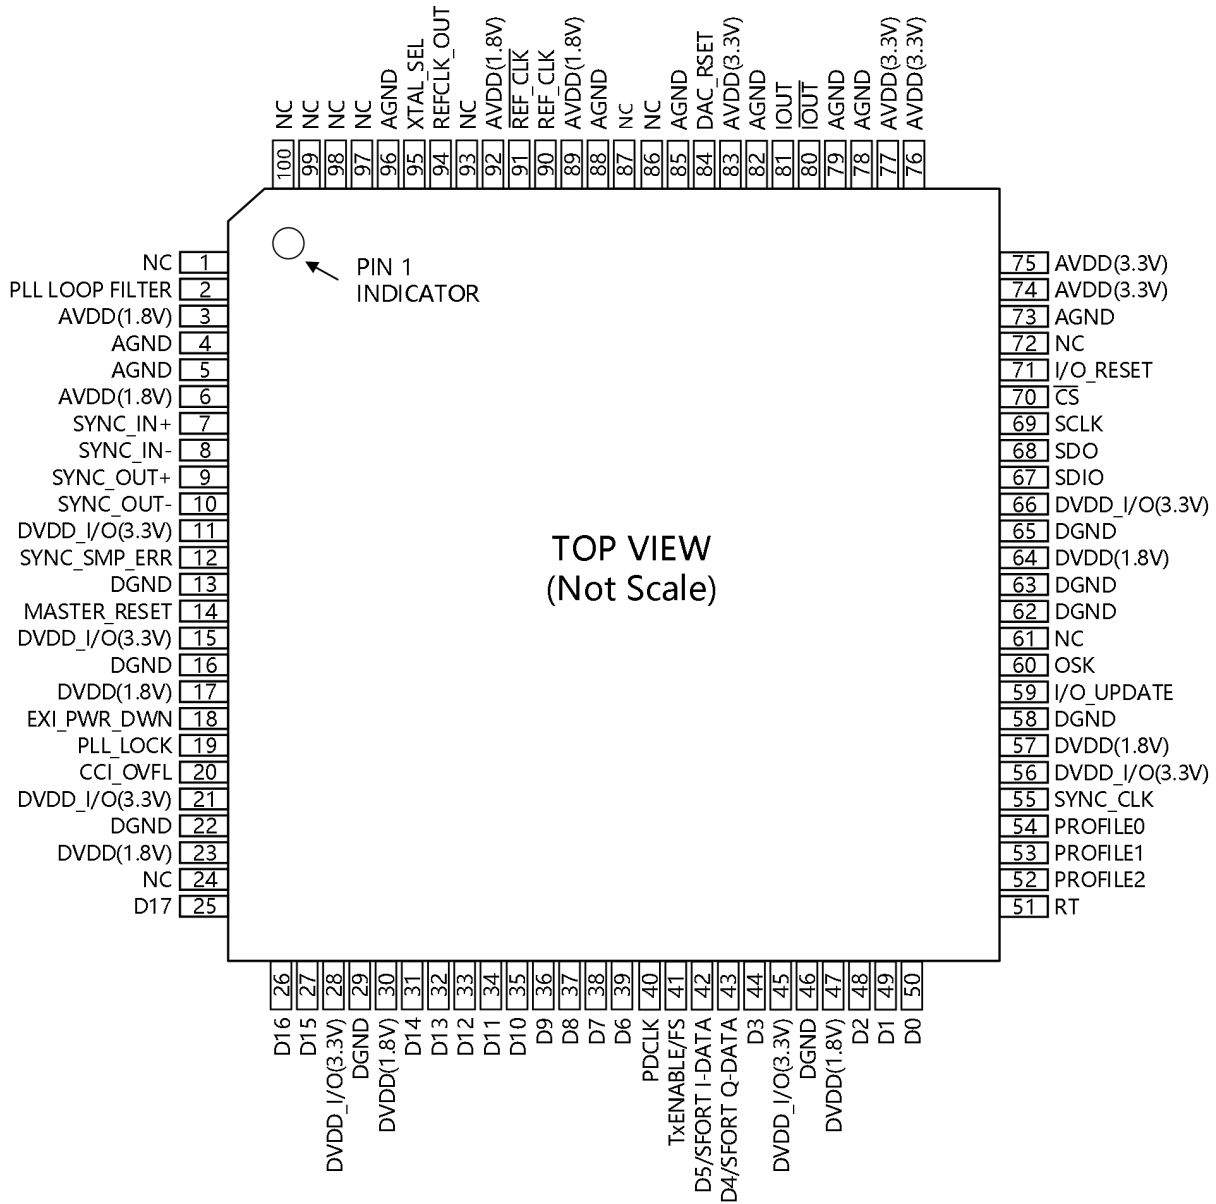 NC
NC
NC
NC
AGND
XTAL_SEL
REFCLK_OUT
NC
AVDD(1.8V)
REF_CLK
REF_CLK
AVDD(1.8V)
AGND
NC
NC
AGND
DAC_RSET
AVDD(3.3V)
AGND
IOUT
IOUT
AGND
AGND
AVDD(3.3V)
AVDD(3.3V)
100 99 98 97 96 95 94 93 92 91 90 89 88 87 86 85 84 83 82 81 80 79 78 77 76
PIN 1
INDICATOR
NC 1
PLL LOOP FILTER 2
AVDD(1.8V) 3
AGND 4
AGND 5
AVDD(1.8V) 6
SYNC_IN+ 7
SYNC_IN- 8
SYNC_OUT+ 9
SYNC_OUT- 10
DVDD_I/O(3.3V) 11
SYNC_SMP_ERR 12
DGND 13
MASTER_RESET 14
DVDD_I/O(3.3V) 15
DGND 16
DVDD(1.8V) 17
EXI_PWR_DWN 18
PLL_LOCK 19
CCI_OVFL 20
DVDD_I/O(3.3V) 21
DGND 22
DVDD(1.8V) 23
NC 24
D17 25
TOP VIEW
(Not Scale)
75 AVDD(3.3V)
74 AVDD(3.3V)
73 AGND
72 NC
71 I/O_RESET
70 CS
69 SCLK
68 SDO
67 SDIO
66 DVDD_I/O(3.3V)
65 DGND
64 DVDD(1.8V)
63 DGND
62 DGND
61 NC
60 OSK
59 I/O_UPDATE
58 DGND
57 DVDD(1.8V)
56 DVDD_I/O(3.3V)
55 SYNC_CLK
54 PROFILE0
53 PROFILE1
52 PROFILE2
51 RT
26 27 28 29 30 31 32 33 34 35 36 37 38 39 40 41 42 43 44 45 46 47 48 49 50
D16
D15
DVDD_I/O(3.3V)
DGND
DVDD(1.8V)
D14
D13
D12
D11
D10
D9
D8
D7
D6
PDCLK
TxENABLE/FS
D5/SFORT I-DATA
D4/SFORT Q-DATA
D3
DVDD_I/O(3.3V)
DGND
DVDD(1.8V)
D2
D1
D0